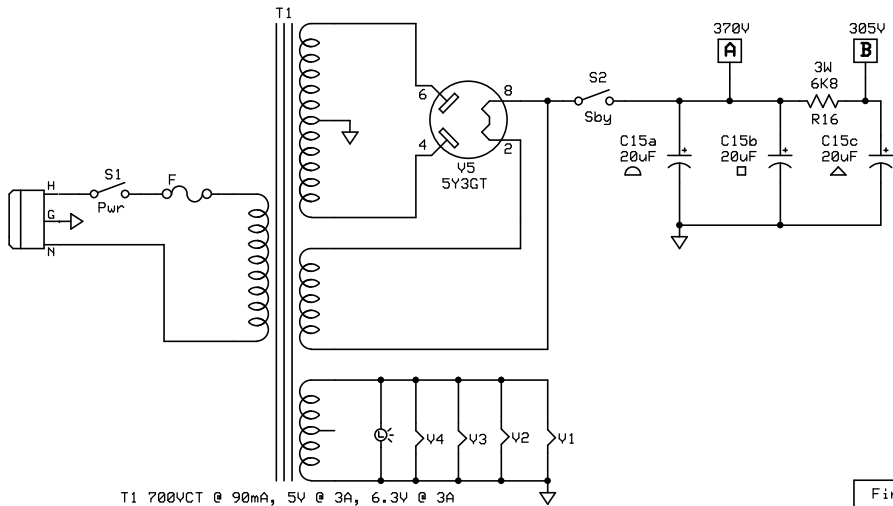 T1
370V
305V
A
B
S2
3W
6K8
R16
6
8
Sby
4
2
V5
5Y3GT
C15a
20uF
C15b
20uF
C15c
20uF
H
S1
F
Pwr
G
N
L
V4
V3
V2
V1
T1 700VCT @ 90mA, 5V @ 3A, 6.3V @ 3A